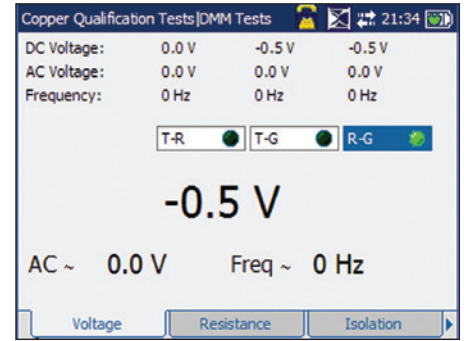 Copper Qualification Tests|DMM Tests 21:34
DC Voltage: 0.0 V -0.5 V -0.5 V
AC Voltage: 0.0 V 0.0 V 0.0 V
Frequency: 0 Hz 0 Hz 0 Hz
T-R T-G R-G
-0.5 V
AC ~ 0.0 V Freq ~ 0 Hz
Voltage Resistance Isolation